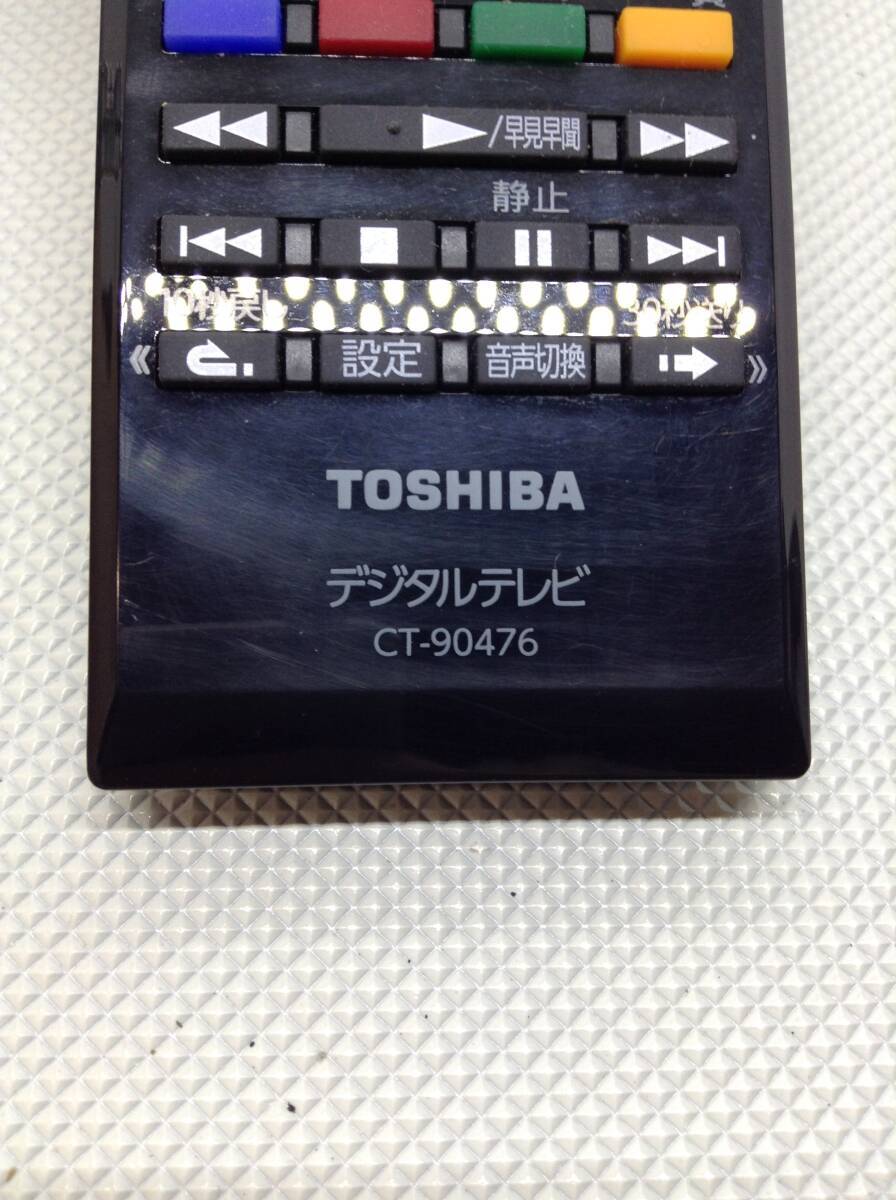 /早見早聞
静止
10秒戻し 30秒送り
設定 音声切換
TOSHIBA
デジタルテレビ
CT-90476